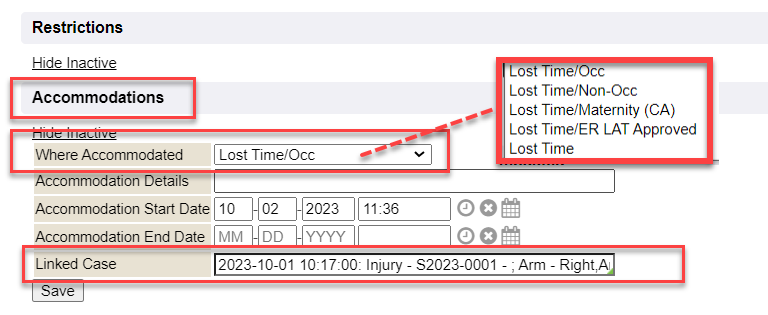 Restrictions
Hide Inactive
Accommodations
Hide Inactive
Where Accommodated Lost Time/Occ
Lost Time/Occ
Lost Time/Non-Occ
Lost Time/Maternity (CA)
Lost Time/ER LAT Approved
Lost Time
Accommodation Details
Accommodation Start Date 10 - 02 - 2023 11:36
Accommodation End Date MM - DD - YYYY
Linked Case 2023-10-01 10:17:00: Injury - S2023-0001 - ; Arm - Right,A
Save